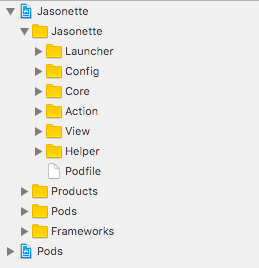 Jasonette
Jasonette
Launcher
Config
Core
Action
View
Helper
Podfile
Products
Pods
Frameworks
Pods